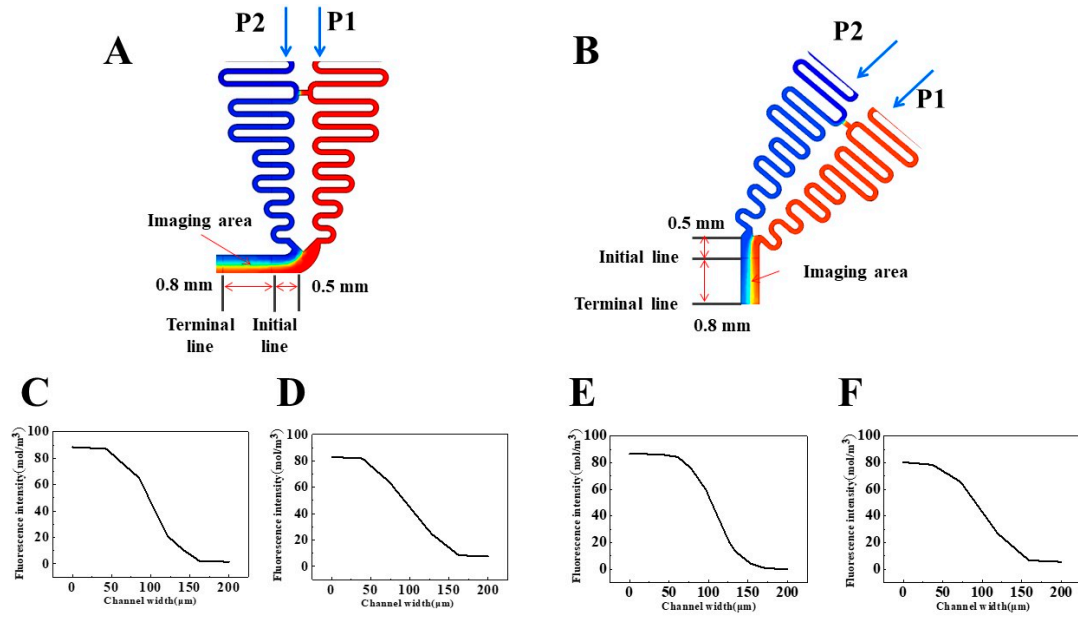 A
P2
P1
Imaging area
0.8 mm
0.5 mm
Terminal
line
Initial
line
B
P2
P1
0.5 mm
Initial line
Imaging area
Terminal line
0.8 mm
C
Fluorescence intensity(mol/m³)
100
80
60
40
20
0
0 50 100 150 200
Channel width(µm)
D
Fluorescence intensity(mol/m³)
100
80
60
40
20
0
0 50 100 150 200
Channel width(µm)
E
Fluorescence intensity(mol/m³)
100
80
60
40
20
0
0 50 100 150 200
Channel width(µm)
F
Fluorescence intensity(mol/m³)
100
80
60
40
20
0
0 50 100 150 200
Channel width(µm)